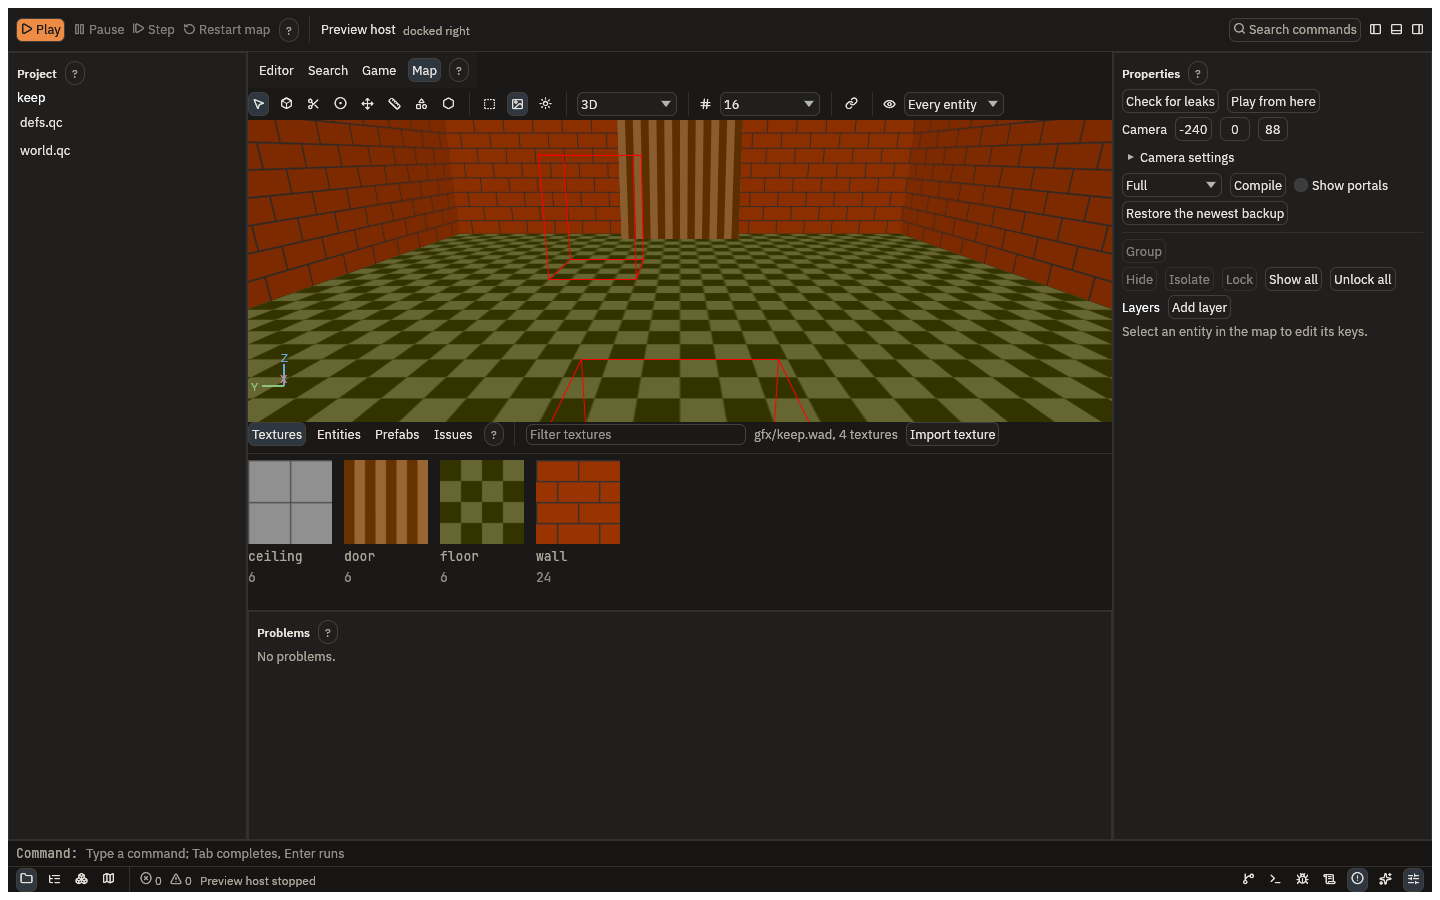 Play Pause Step Restart map ? Preview host docked right Search commands
Project ?
keep
defs.qc
world.qc
Editor Search Game Map ?
3D # 16 Every entity
Z
Y X
Textures Entities Prefabs Issues ? Filter textures gfx/keep.wad, 4 textures Import texture
ceiling door floor wall
6 6 6 24
Problems ?
No problems.
Properties ?
Check for leaks Play from here
Camera -240 0 88
Camera settings
Full Compile Show portals
Restore the newest backup
Group
Hide Isolate Lock Show all Unlock all
Layers Add layer
Select an entity in the map to edit its keys.
Command: Type a command; Tab completes, Enter runs
0 0 Preview host stopped